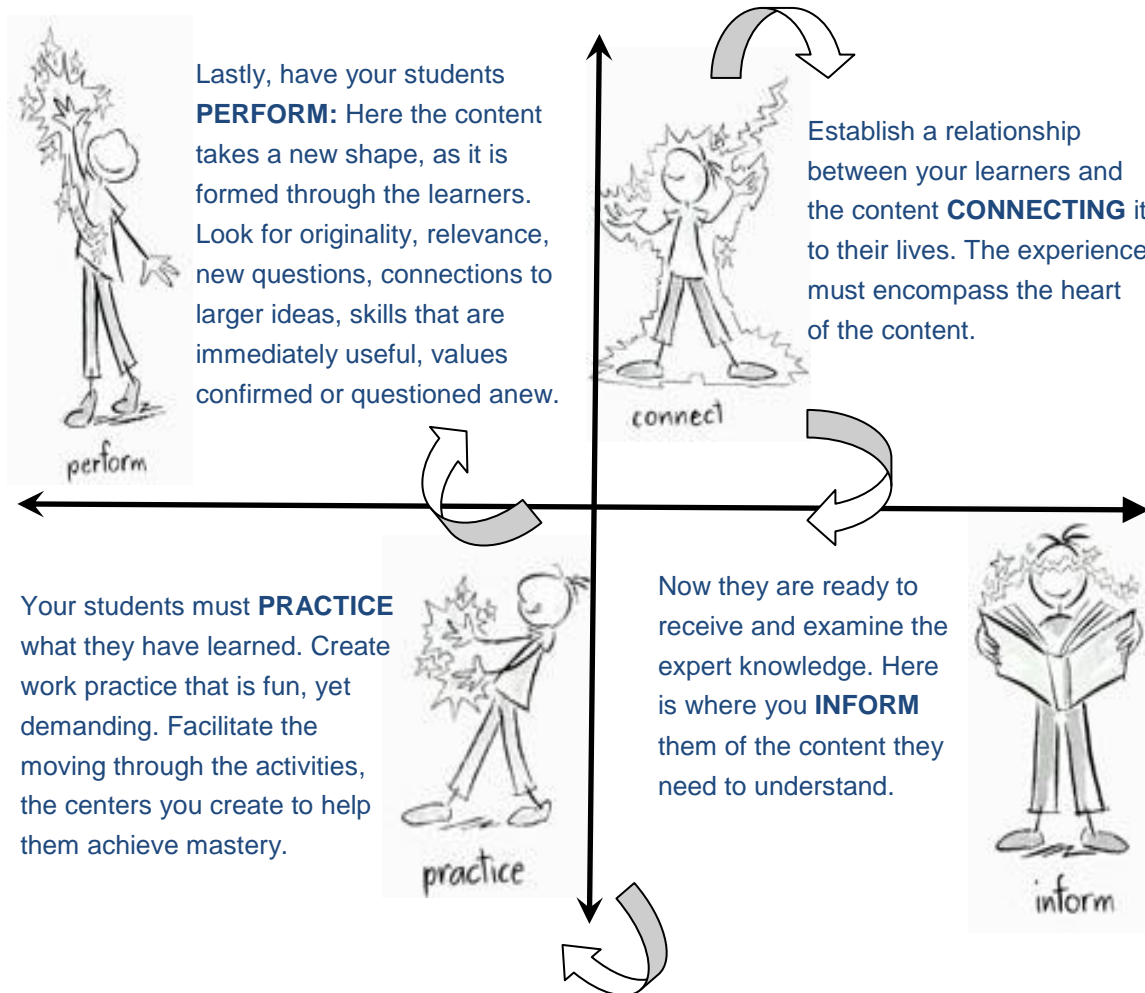 Lastly, have your students
PERFORM: Here the content
takes a new shape, as it is
formed through the learners.
Look for originality, relevance,
new questions, connections to
larger ideas, skills that are
immediately useful, values
confirmed or questioned anew.
perform
Establish a relationship
between your learners and
the content CONNECTING it
to their lives. The experience
must encompass the heart
of the content.
connect
Your students must PRACTICE
what they have learned. Create
work practice that is fun, yet
demanding. Facilitate the
moving through the activities,
the centers you create to help
them achieve mastery.
practice
Now they are ready to
receive and examine the
expert knowledge. Here
is where you INFORM
them of the content they
need to understand.
inform